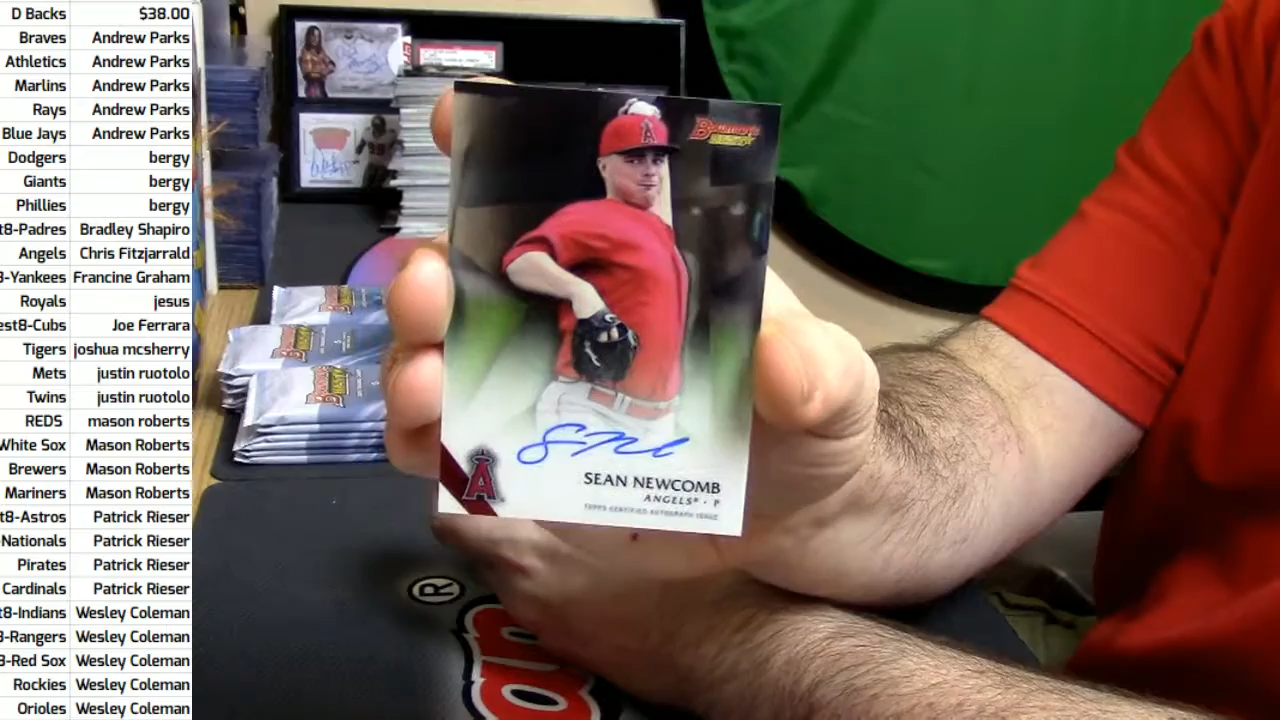 D Backs $38.00
Braves Andrew Parks
Athletics Andrew Parks
Marlins Andrew Parks
Rays Andrew Parks
Blue Jays Andrew Parks
Dodgers bergy
Giants bergy
Phillies bergy
t8-Padres Bradley Shapiro
Angels Chris Fitzjarrald
3-Yankees Francine Graham
Royals jesus
est8-Cubs Joe Ferrara
Tigers joshua mcsherry
Mets justin ruotolo
Twins justin ruotolo
REDS mason roberts
White Sox Mason Roberts
Brewers Mason Roberts
Mariners Mason Roberts
t8-Astros Patrick Rieser
-Nationals Patrick Rieser
Pirates Patrick Rieser
Cardinals Patrick Rieser
t8-Indians Wesley Coleman
3-Rangers Wesley Coleman
3-Red Sox Wesley Coleman
Rockies Wesley Coleman
Orioles Wesley Coleman
BOWMAN'S BEST
A
A
SEAN NEWCOMB
ANGELS® • P
TOPPS CERTIFIED AUTOGRAPH ISSUE
®